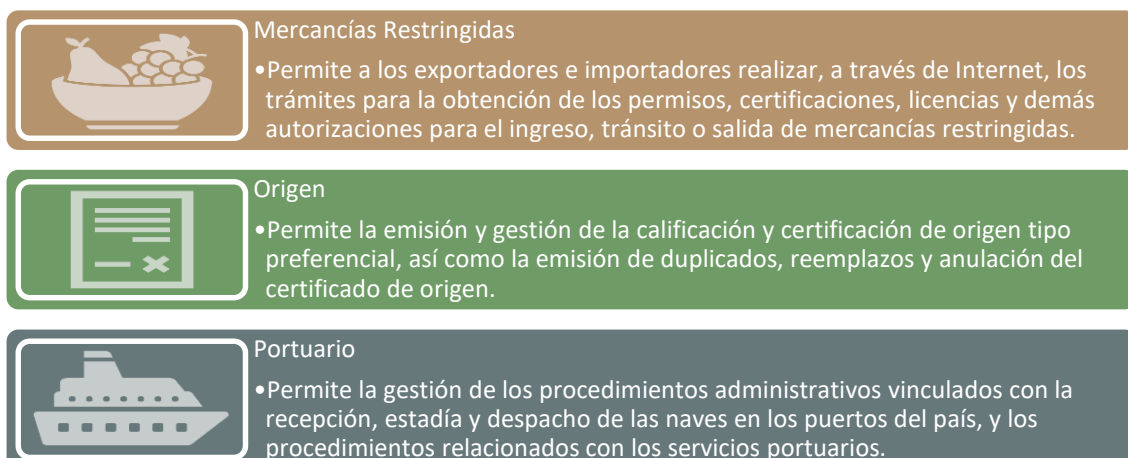 Mercancías Restringidas
•Permite a los exportadores e importadores realizar, a través de Internet, los
trámites para la obtención de los permisos, certificaciones, licencias y demás
autorizaciones para el ingreso, tránsito o salida de mercancías restringidas.
Origen
•Permite la emisión y gestión de la calificación y certificación de origen tipo
preferencial, así como la emisión de duplicados, reemplazos y anulación del
certificado de origen.
Portuario
•Permite la gestión de los procedimientos administrativos vinculados con la
recepción, estadía y despacho de las naves en los puertos del país, y los
procedimientos relacionados con los servicios portuarios.